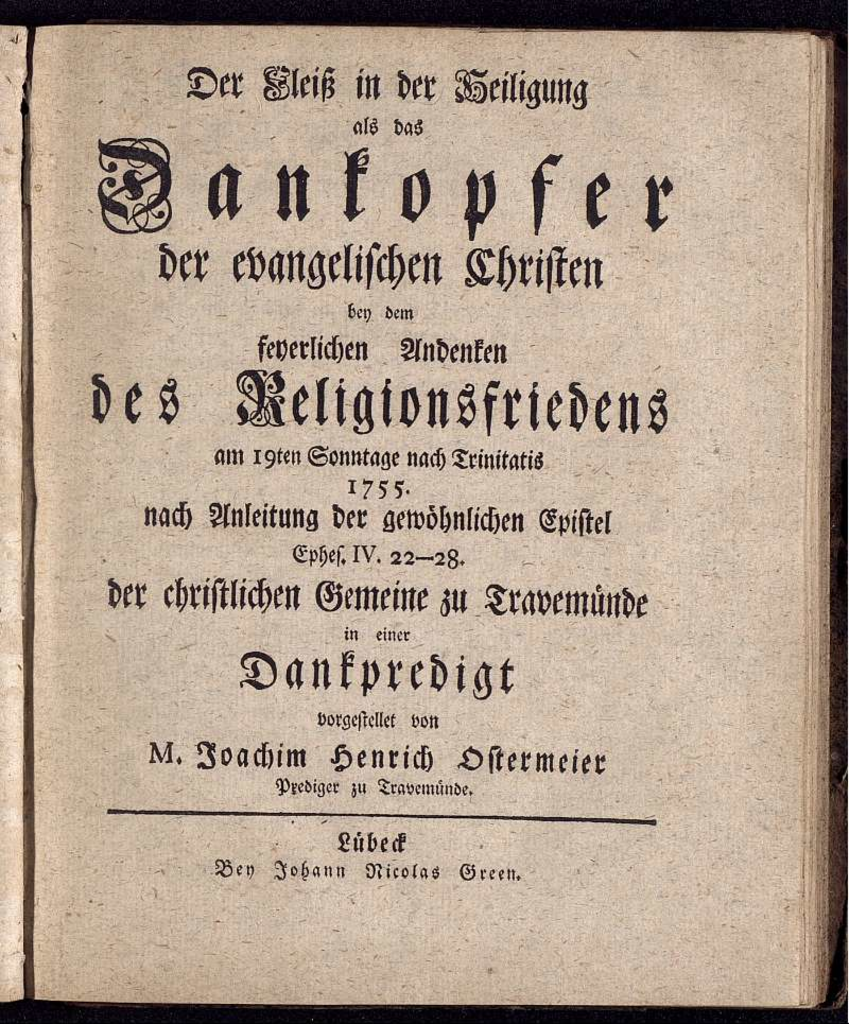 Der Fleiß in der Heiligung
als das
Dankopfer
der evangelischen Christen
bey dem
feyerlichen Andenken
des Religionsfriedens
am 19ten Sonntage nach Trinitatis
1755.
nach Anleitung der gewöhnlichen Epistel
Ephes. IV. 22—28.
der christlichen Gemeine zu Travemünde
in einer
Dankpredigt
vorgestellet von
M. Joachim Henrich Ostermeier
Prediger zu Travemünde.
Lübeck
Bey Johann Nicolas Green.